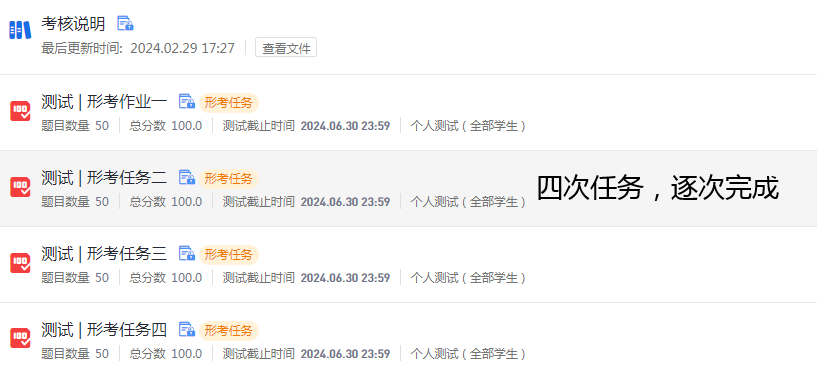 考核说明
最后更新时间: 2024.02.29 17:27 查看文件
测试 | 形考作业一 形考任务
题目数量 50 总分数 100.0 测试截止时间 2024.06.30 23:59 个人测试 ( 全部学生 )
测试 | 形考任务二 形考任务
题目数量 50 总分数 100.0 测试截止时间 2024.06.30 23:59 个人测试 ( 全部学生 )
四次任务，逐次完成
测试 | 形考任务三 形考任务
题目数量 50 总分数 100.0 测试截止时间 2024.06.30 23:59 个人测试 ( 全部学生 )
测试 | 形考任务四 形考任务
题目数量 50 总分数 100.0 测试截止时间 2024.06.30 23:59 个人测试 ( 全部学生 )